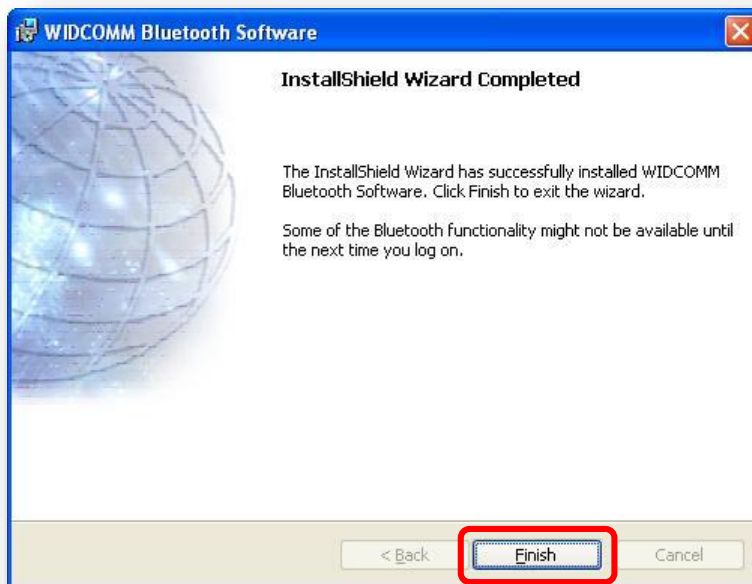 WIDCOMM Bluetooth Software
InstallShield Wizard Completed
The InstallShield Wizard has successfully installed WIDCOMM
Bluetooth Software. Click Finish to exit the wizard.
Some of the Bluetooth functionality might not be available until
the next time you log on.
< Back
Finish
Cancel